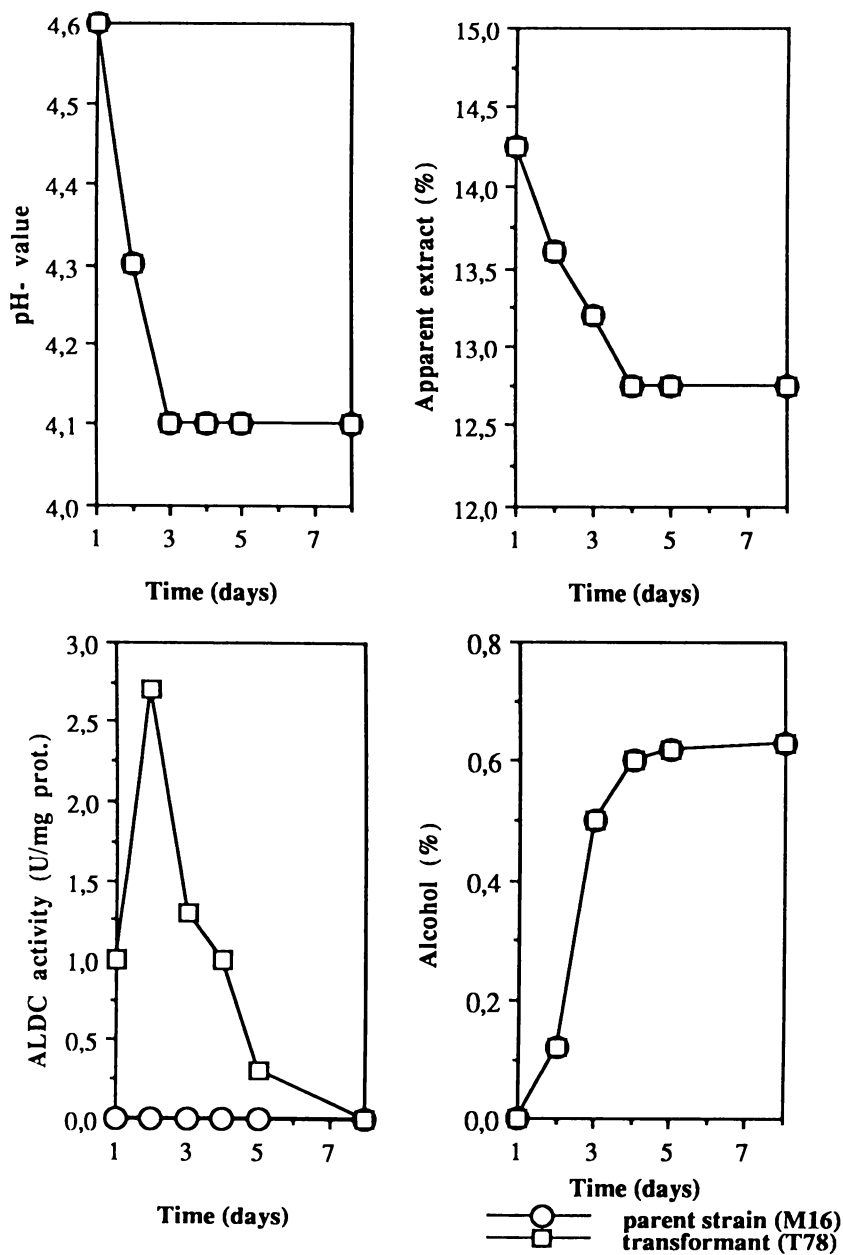 pH- value
4,6
4,5
4,4
4,3
4,2
4,1
4,0
1 3 5 7
Time (days)
Apparent extract (%)
15,0
14,5
14,0
13,5
13,0
12,5
12,0
1 3 5 7
Time (days)
ALDC activity (U/mg prot.)
3,0
2,5
2,0
1,5
1,0
0,5
0,0
1 3 5 7
Time (days)
Alcohol (%)
0,8
0,6
0,4
0,2
0,0
1 3 5 7
Time (days)
parent strain (M16)
transformant (T78)